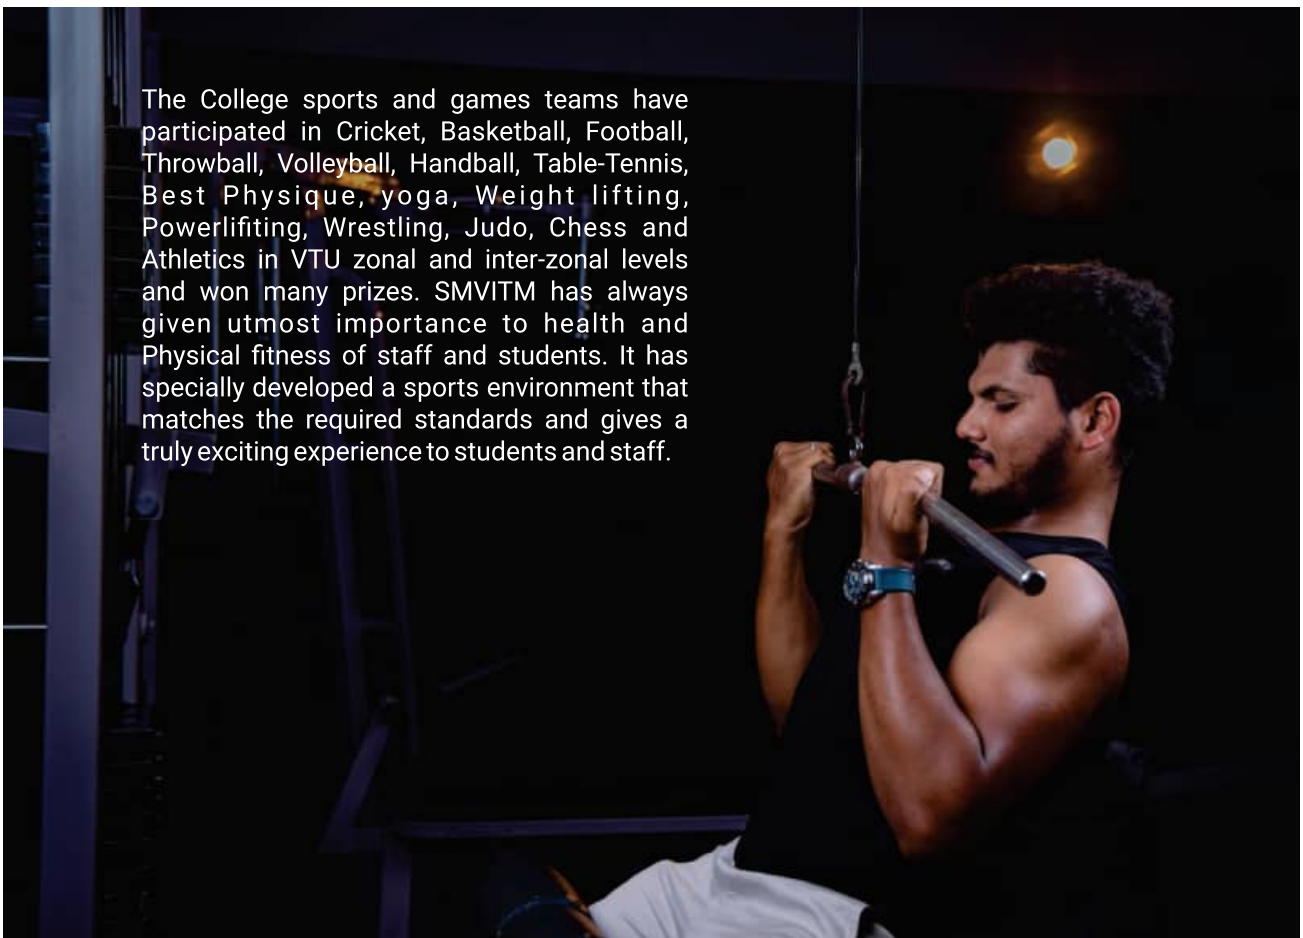 The College sports and games teams have
participated in Cricket, Basketball, Football,
Throwball, Volleyball, Handball, Table-Tennis,
Best Physique, yoga, Weight lifting,
Powerlifiting, Wrestling, Judo, Chess and
Athletics in VTU zonal and inter-zonal levels
and won many prizes. SMVITM has always
given utmost importance to health and
Physical fitness of staff and students. It has
specially developed a sports environment that
matches the required standards and gives a
truly exciting experience to students and staff.